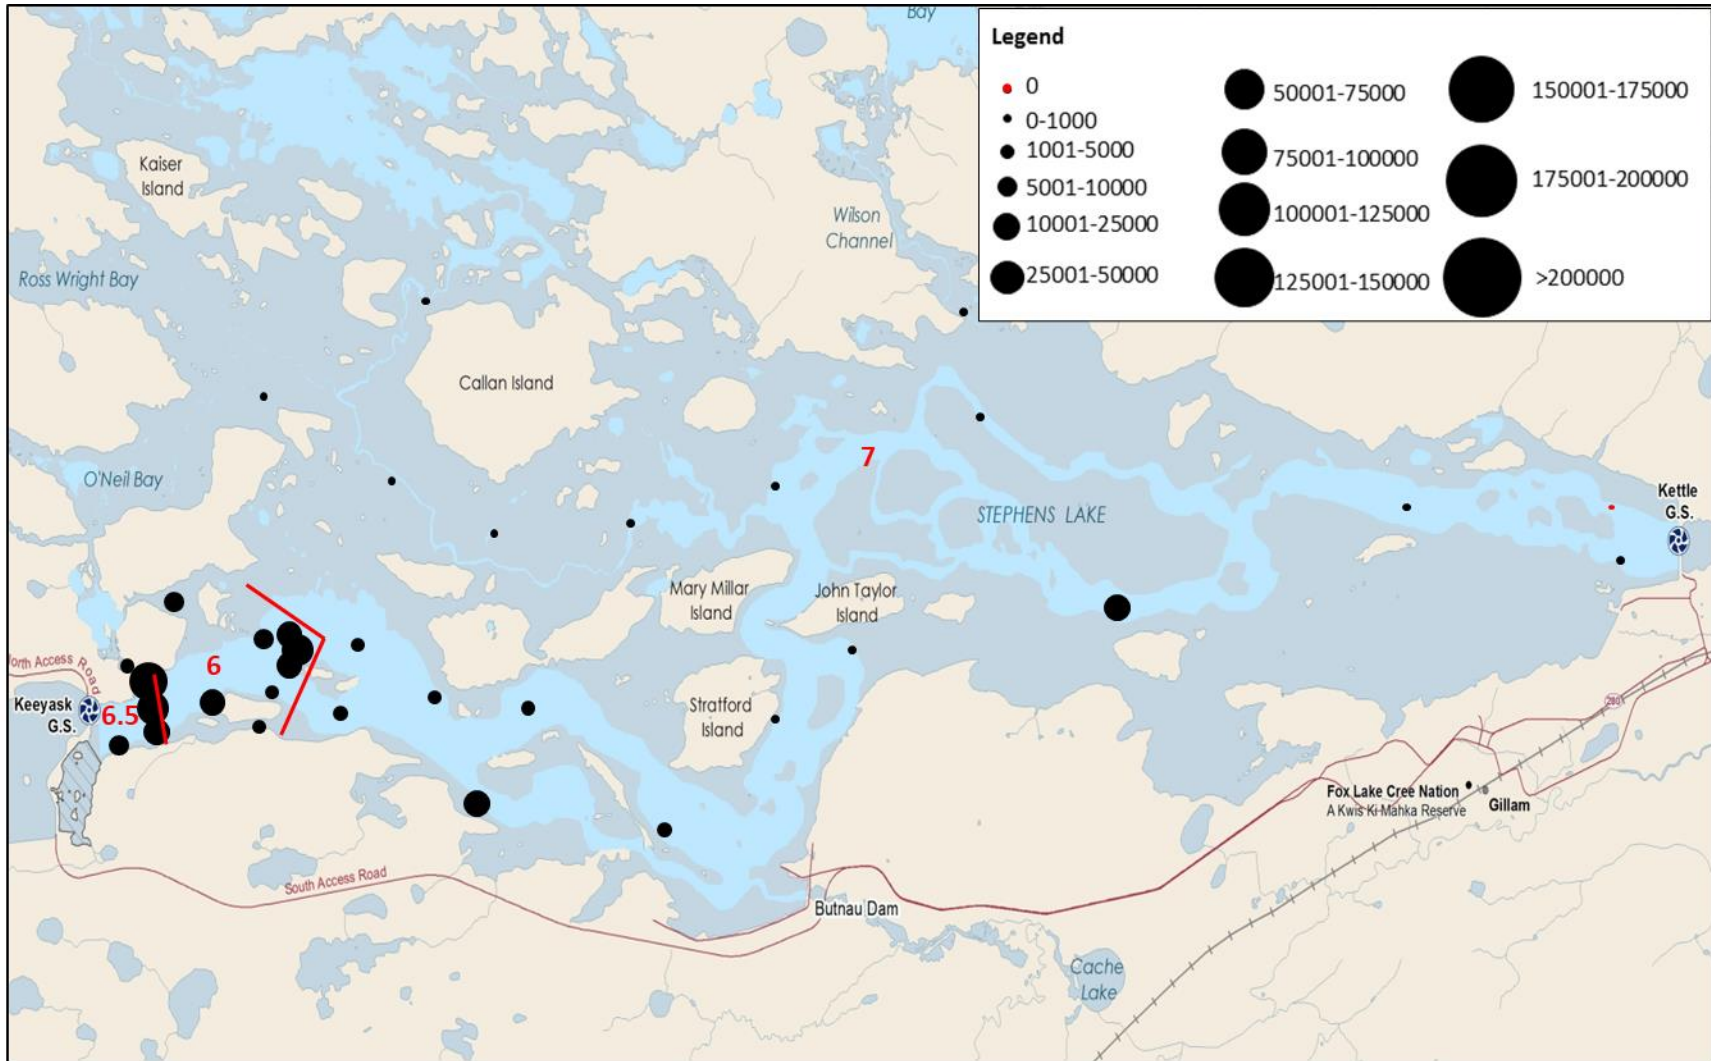 Bay
Legend
0
0-1000
1001-5000
5001-10000
10001-25000
25001-50000
50001-75000
75001-100000
100001-125000
125001-150000
150001-175000
175001-200000
>200000
Kaiser
Island
Wilson
Channel
Ross Wright Bay
Callan Island
7
O'Neil Bay
STEPHENS LAKE
Kettle
G.S.
Mary Millar
Island
John Taylor
Island
North Access Road
6
Keeyask
G.S.
6.5
Stratford
Island
280
Fox Lake Cree Nation
A Kwis Ki Mahka Reserve
Gillam
South Access Road
Butnau Dam
Cache
Lake